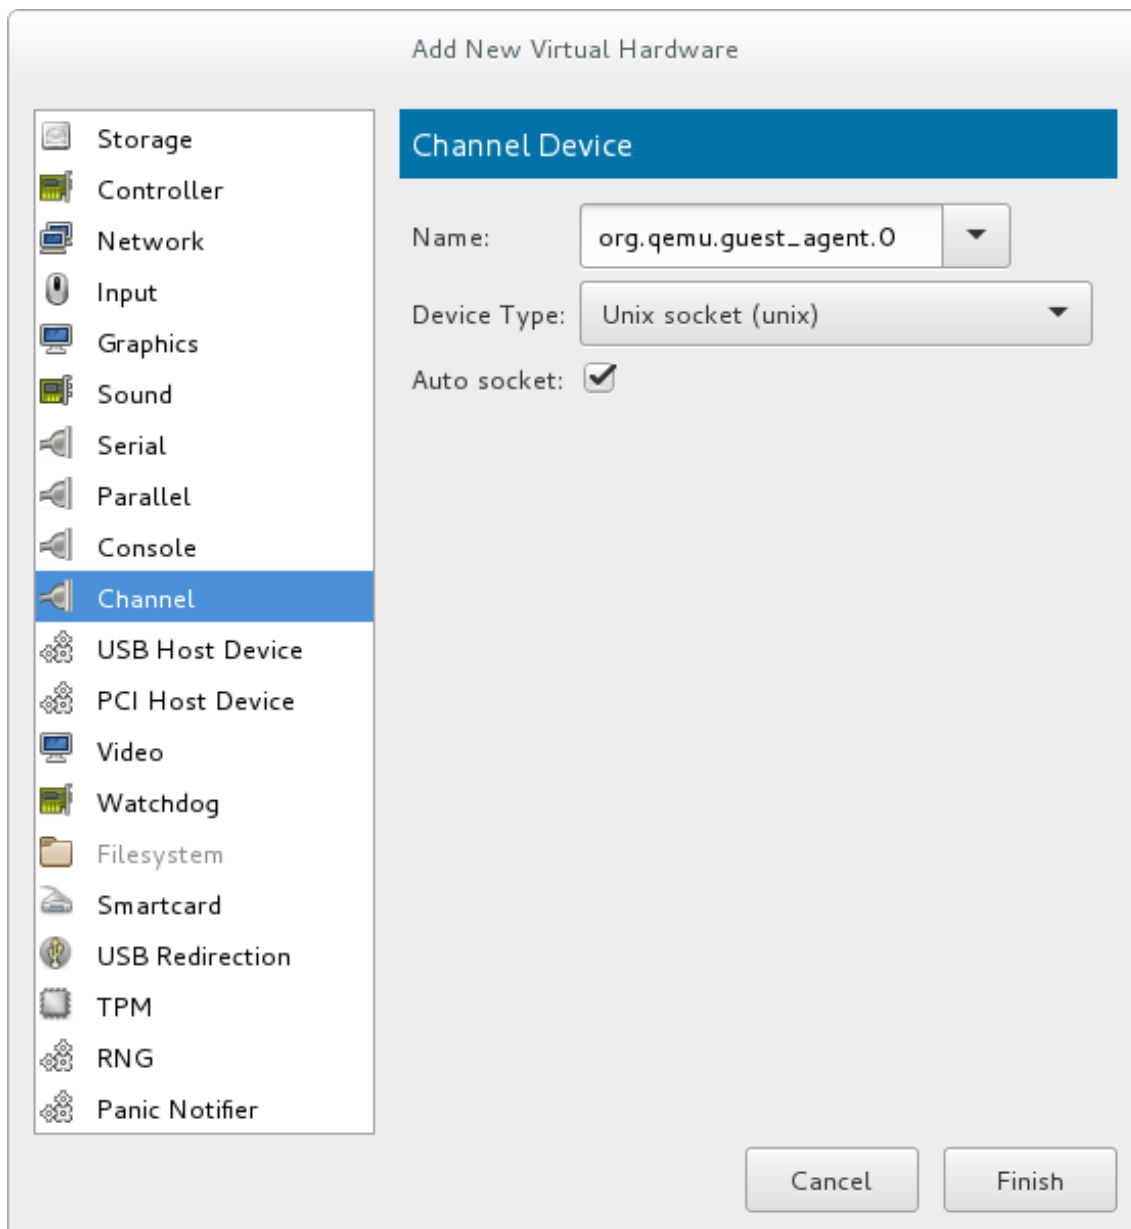 Add New Virtual Hardware
Storage
Controller
Network
Input
Graphics
Sound
Serial
Parallel
Console
Channel
USB Host Device
PCI Host Device
Video
Watchdog
Filesystem
Smartcard
USB Redirection
TPM
RNG
Panic Notifier
Channel Device
Name: org.qemu.guest_agent.0
Device Type: Unix socket (unix)
Auto socket:
Cancel Finish